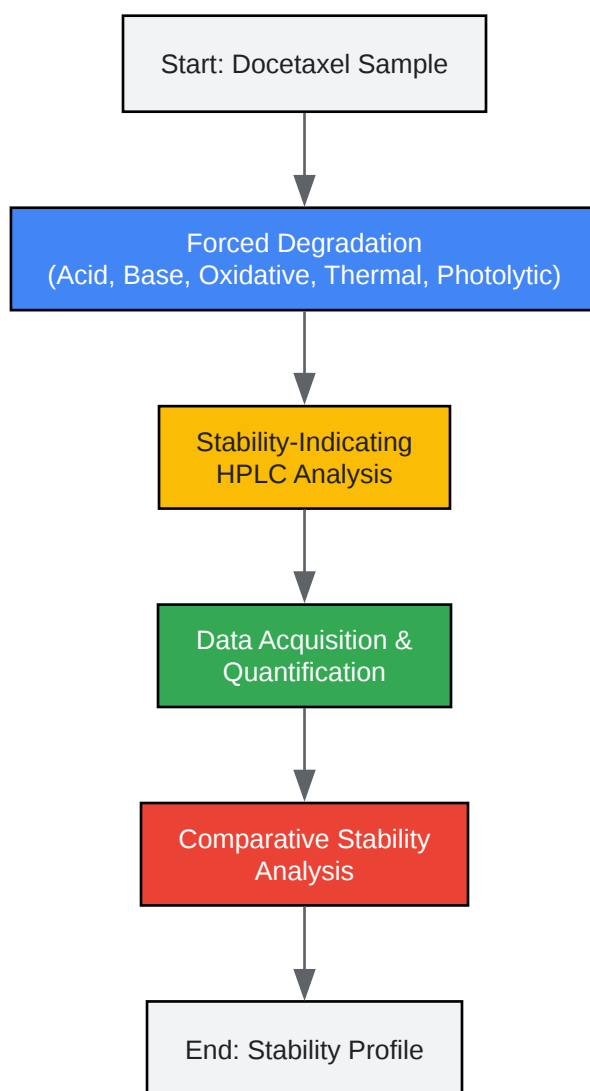 Start: Docetaxel Sample
Forced Degradation
(Acid, Base, Oxidative, Thermal, Photolytic)
Stability-Indicating
HPLC Analysis
Data Acquisition &
Quantification
Comparative Stability
Analysis
End: Stability Profile